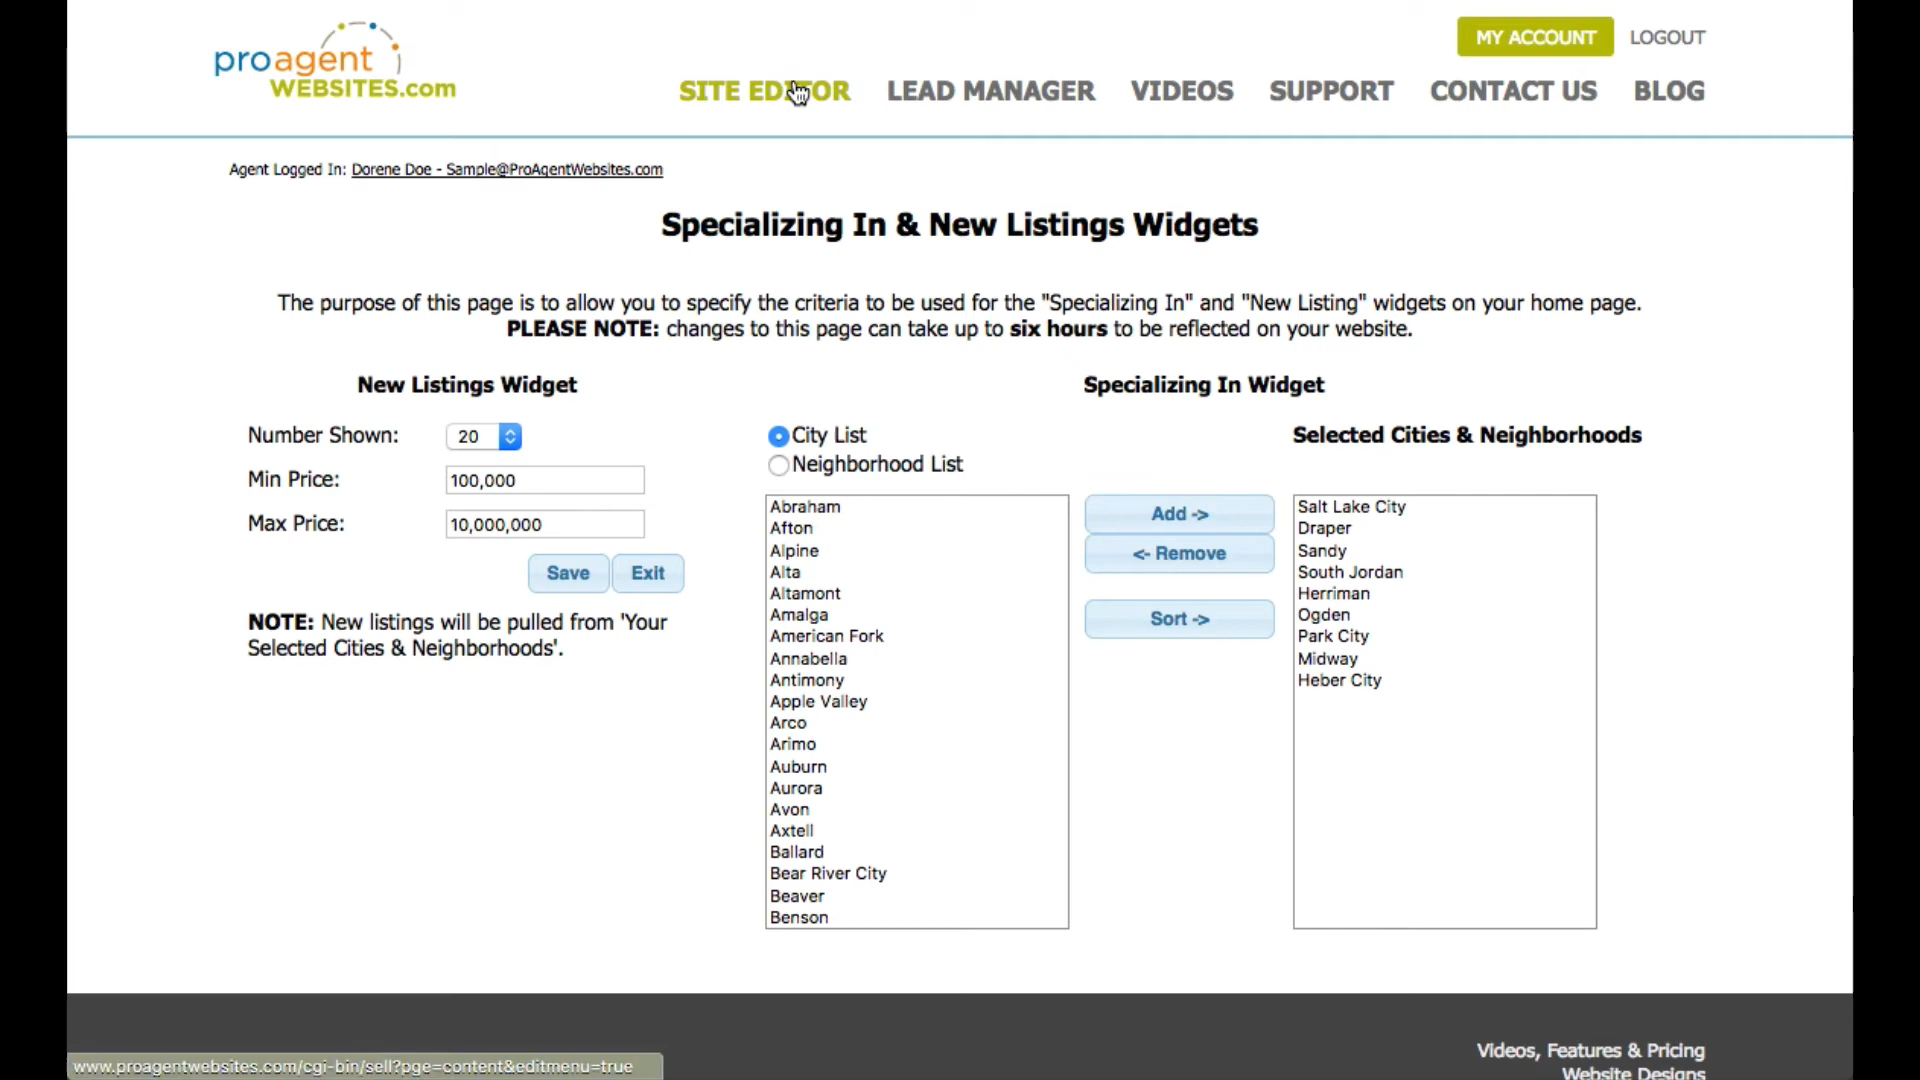 MY ACCOUNT LOGOUT
proagent
WEBSITES.com
SITE EDITOR LEAD MANAGER VIDEOS SUPPORT CONTACT US BLOG
Agent Logged In: Dorene Doe - Sample@ProAgentWebsites.com
Specializing In & New Listings Widgets
The purpose of this page is to allow you to specify the criteria to be used for the "Specializing In" and "New Listing" widgets on your home page.
PLEASE NOTE: changes to this page can take up to six hours to be reflected on your website.
New Listings Widget
Number Shown: 20
Min Price: 100,000
Max Price: 10,000,000
Save Exit
NOTE: New listings will be pulled from 'Your
Selected Cities & Neighborhoods'.
Specializing In Widget
City List
Neighborhood List
Abraham
Afton
Alpine
Alta
Altamont
Amalga
American Fork
Annabella
Antimony
Apple Valley
Arco
Arimo
Auburn
Aurora
Avon
Axtell
Ballard
Bear River City
Beaver
Benson
Add ->
<- Remove
Sort ->
Selected Cities & Neighborhoods
Salt Lake City
Draper
Sandy
South Jordan
Herriman
Ogden
Park City
Midway
Heber City
Videos, Features & Pricing
Website Designs
www.proagentwebsites.com/cgi-bin/sell?pge=content&editmenu=true